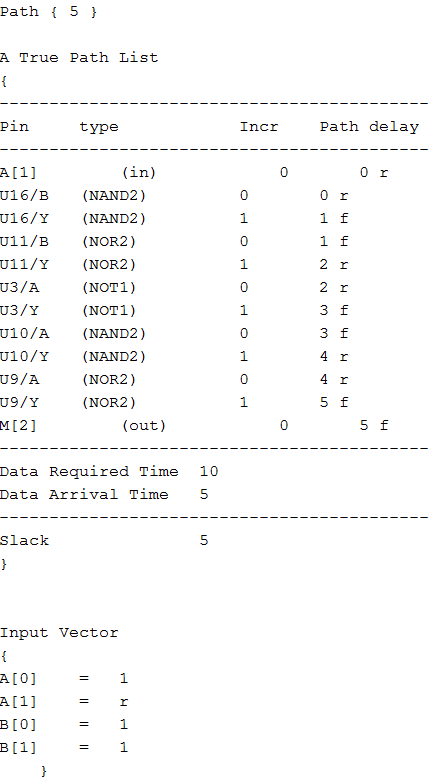 Path { 5 }
A True Path List
{
------------------------------------------
Pin     type            Incr    Path delay
------------------------------------------
A[1]        (in)            0       0 r
U16/B   (NAND2)         0       0 r
U16/Y   (NAND2)         1       1 f
U11/B   (NOR2)          0       1 f
U11/Y   (NOR2)          1       2 r
U3/A    (NOT1)          0       2 r
U3/Y    (NOT1)          1       3 f
U10/A   (NAND2)         0       3 f
U10/Y   (NAND2)         1       4 r
U9/A    (NOR2)          0       4 r
U9/Y    (NOR2)          1       5 f
M[2]        (out)           0       5 f
------------------------------------------
Data Required Time  10
Data Arrival Time   5
------------------------------------------
Slack               5
}
Input Vector
{
A[0]    =   1
A[1]    =   r
B[0]    =   1
B[1]    =   1
}